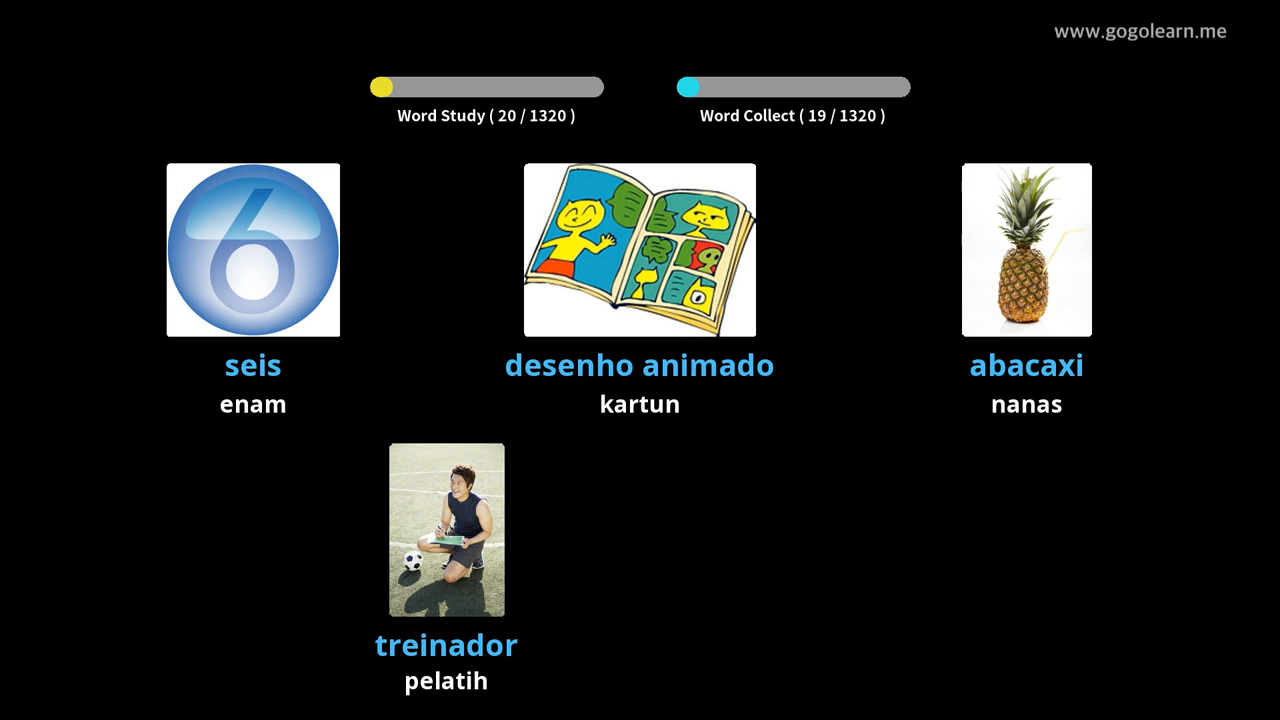 www.gogolearn.me
Word Study ( 20 / 1320 )
Word Collect ( 19 / 1320 )
6
seis
desenho animado
abacaxi
enam
kartun
nanas
treinador
pelatih